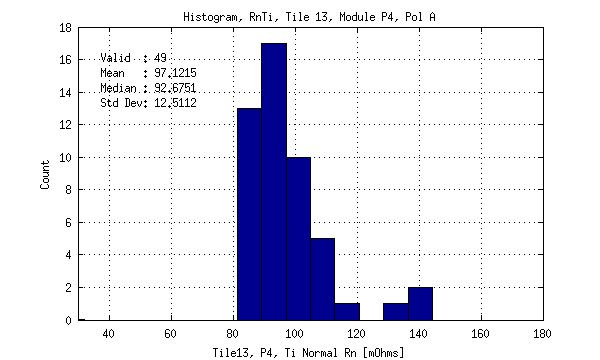 Histogram, RnTi, Tile 13, Module P4, Pol A
18
16
14
12
10
8
6
4
2
0
Valid : 49
Mean : 97.1215
Median : 92.6751
Std Dev: 12.5112
Count
40 60 80 100 120 140 160 180
Tile13, P4, Ti Normal Rn [mOhms]